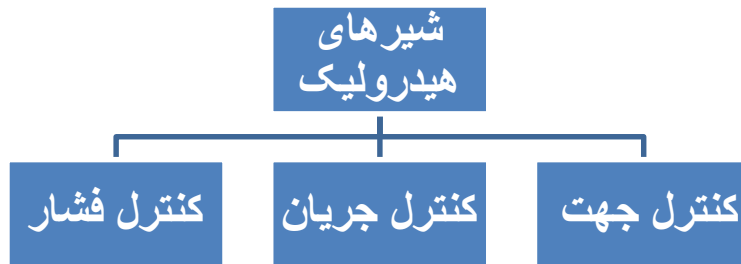 شیرهای
هیدرولیک
کنترل جهت
کنترل جریان
کنترل فشار